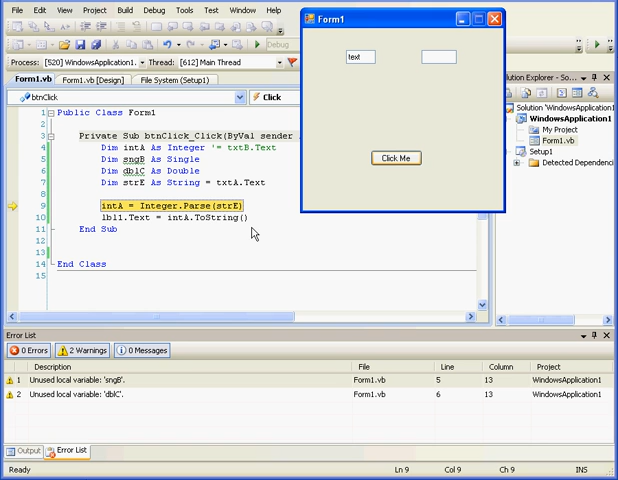 File Edit View Project Build Debug Data Tools Window
Form1
Debug
Process: [520] WindowsApplication1. Thread: [612] Main Thread
text
Form1.vb Form1.vb [Design] File System (Setup1)
btnClick Click
Solution Explorer - So...
Solution 'WindowsApplication1
WindowsApplication1
My Project
Form1.vb
Setup1
Detected Dependenci
Click Me
1 Public Class Form1
2
3 Private Sub btnClick_Click(ByVal sender
4 Dim intA As Integer '= txtB.Text
5 Dim sngB As Single
6 Dim dblC As Double
7 Dim strE As String = txtA.Text
8
9 intA = Integer.Parse(strE)
10 lbl1.Text = intA.ToString()
11 End Sub
12
13
14 End Class
15
Error List
0 Errors 2 Warnings 0 Messages
Description File Line Column Project
1 Unused local variable: 'sngB'. Form1.vb 5 13 WindowsApplication1
2 Unused local variable: 'dblC'. Form1.vb 6 13 WindowsApplication1
Output Error List
Ready Ln 9 Col 9 Ch 9 INS